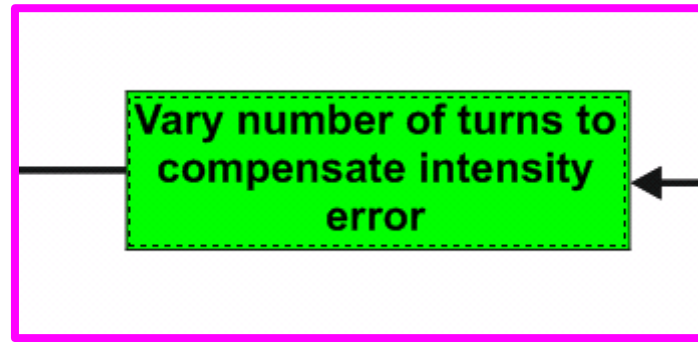 Vary number of turns to
compensate intensity
error